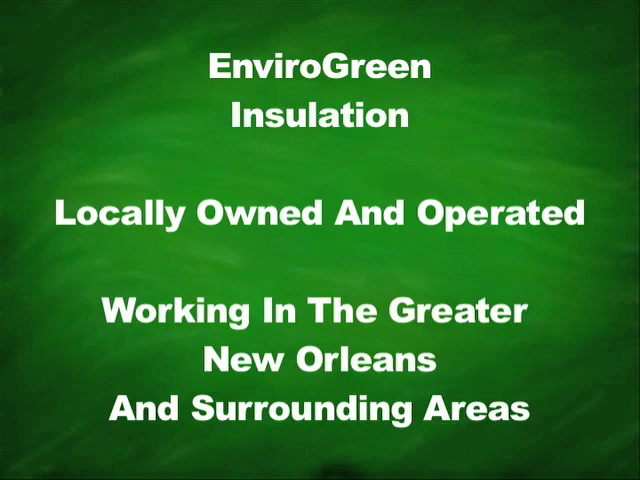 EnviroGreen
Insulation
Locally Owned And Operated
Working In The Greater
New Orleans
And Surrounding Areas